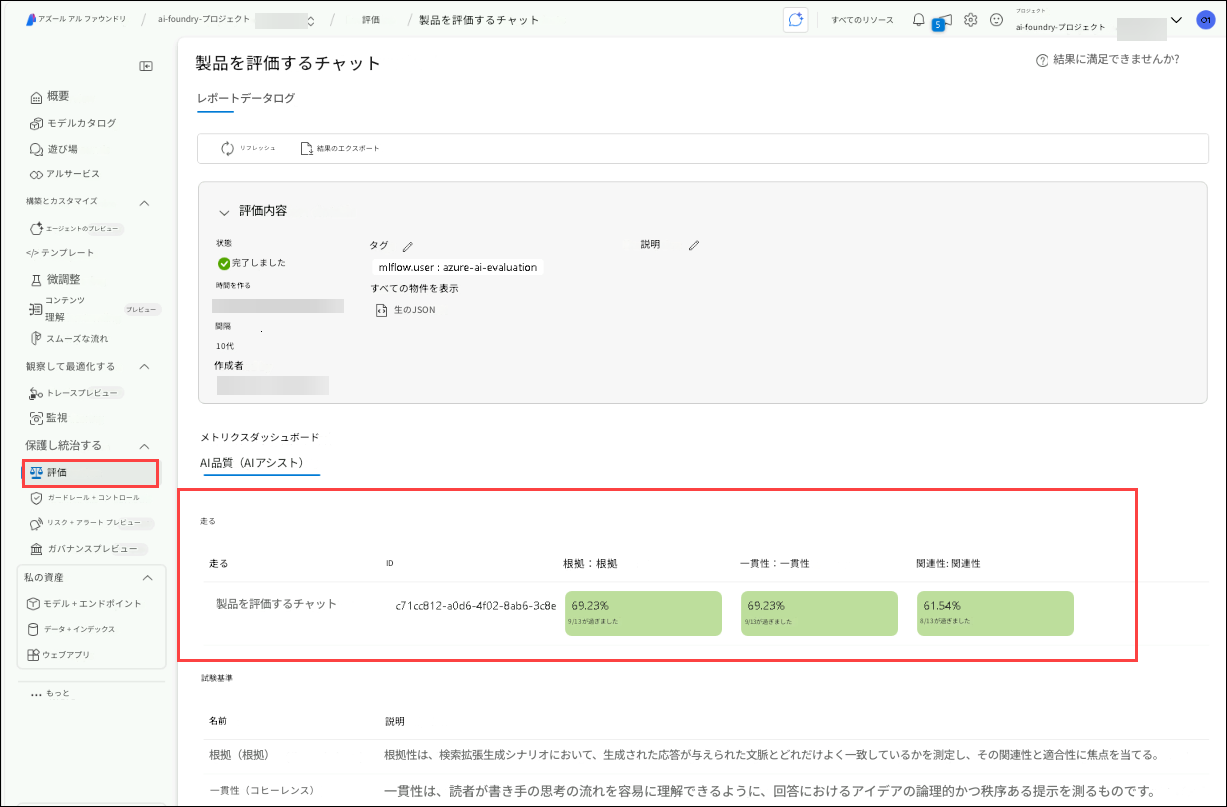 アズール アル ファウンドリ / ai-foundry-プロジェクト / 評価 / 製品を評価するチャット
すべてのリソース
5
プロジェクト
ai-foundry-プロジェクト
O1
製品を評価するチャット
結果に満足できませんか?
レポートデータログ
リフレッシュ
結果のエクスポート
概要
モデルカタログ
遊び場
アルサービス
構築とカスタマイズ
エージェントのプレビュー
</> テンプレート
微調整
コンテンツ
理解
プレビュー
スムーズな流れ
観察して最適化する
トレースプレビュー
監視
保護し統治する
評価
ガードレール + コントロール
リスク + アラート プレビュー
ガバナンスプレビュー
私の資産
モデル + エンドポイント
データ + インデックス
ウェブアプリ
... もっと
評価内容
状態
完了しました
時間を作る
間隔
10代
作成者
タグ
mlflow.user : azure-ai-evaluation
すべての物件を表示
生のJSON
説明
メトリクスダッシュボード
AI品質（AIアシスト）
走る
走る ID 根拠：根拠 一貫性：一貫性 関連性: 関連性
製品を評価するチャット c71cc812-a0d6-4f02-8ab6-3c8e 69.23% 69.23% 61.54%
9/13が過ぎました 9/13が過ぎました 8/13が過ぎました
試験基準
名前 説明
根拠（根拠） 根拠性は、検索拡張生成シナリオにおいて、生成された応答が与えられた文脈とどれだけよく一致しているかを測定し、その関連性と適合性に焦点を当てる。
一貫性（コヒーレンス） 一貫性は、読者が書き手の思考の流れを容易に理解できるように、回答におけるアイデアの論理的かつ秩序ある提示を測るものです。